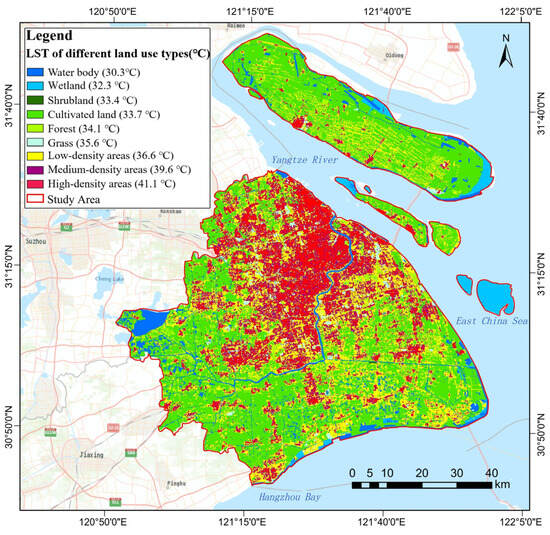 120°50'0"E
121°15'0"E
121°40'0"E
122°5'0"E
Haimen
Qidong
N
Legend
LST of different land use types(°C)
Water body (30.3°C)
Wetland (32.3°C)
Shrubland (33.4 °C)
Cultivated land (33.7 °C)
Forest (34.1 °C)
Grass (35.6 °C)
Low-density areas (36.6 °C)
Medium-density areas (39.6 °C)
High-density areas (41.1 °C)
Study Area
31°40'0"N
31°40'0"N
Yangtze River
Kunshan
Suzhou
Cheng Lake
31°15'0"N
31°15'0"N
East China Sea
30°50'0"N
30°50'0"N
Jiaxing
Pinghu
Hangzhou Bay
0 5 10 20 30 40
km
120°50'0"E
121°15'0"E
121°40'0"E
122°5'0"E